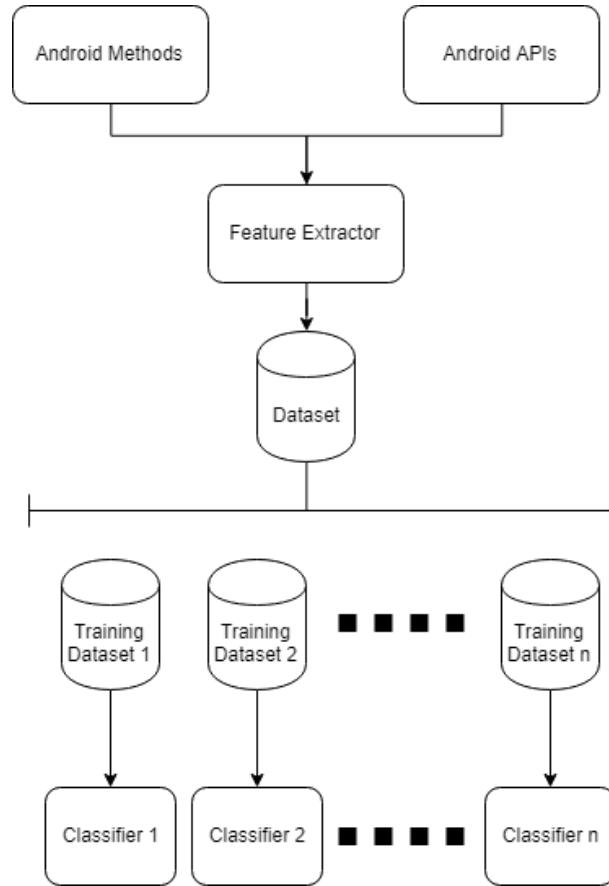 Android Methods
Android APIs
Feature Extractor
Dataset
Training
Dataset 1
Training
Dataset 2
Training
Dataset n
Classifier 1
Classifier 2
Classifier n